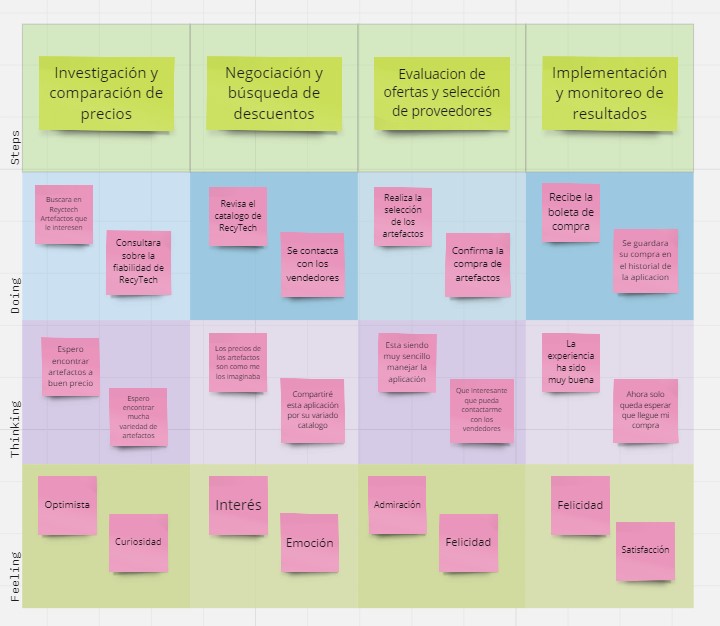 Steps
Investigación y
comparación de
precios
Negociación y
búsqueda de
descuentos
Evaluacion de
ofertas y selección
de proveedores
Implementación
y monitoreo de
resultados
Doing
Buscara en
Reyctech
Artefactos que
le interesen
Consultara
sobre la
fiabilidad de
RecyTech
Revisa el
catalogo de
RecyTech
Se contacta
con los
vendedores
Realiza la
selección
de los
artefactos
Confirma la
compra de
artefactos
Recibe la
boleta de
compra
Se guardara
su compra en
el historial de
la aplicacion
Thinking
Espero
encontrar
artefactos a
buen precio
Espero
encontrar
mucha
variedad de
artefactos
Los precios de
los artefactos
son como me
los imaginaba
Compartiré
esta aplicación
por su variado
catalogo
Esta siendo
muy sencillo
manejar la
aplicación
Que interesante
que pueda
contactarme
con los
vendedores
La
experiencia
ha sido
muy buena
Ahora solo
queda esperar
que llegue mi
compra
Feeling
Optimista
Curiosidad
Interés
Emoción
Admiración
Felicidad
Felicidad
Satisfacción